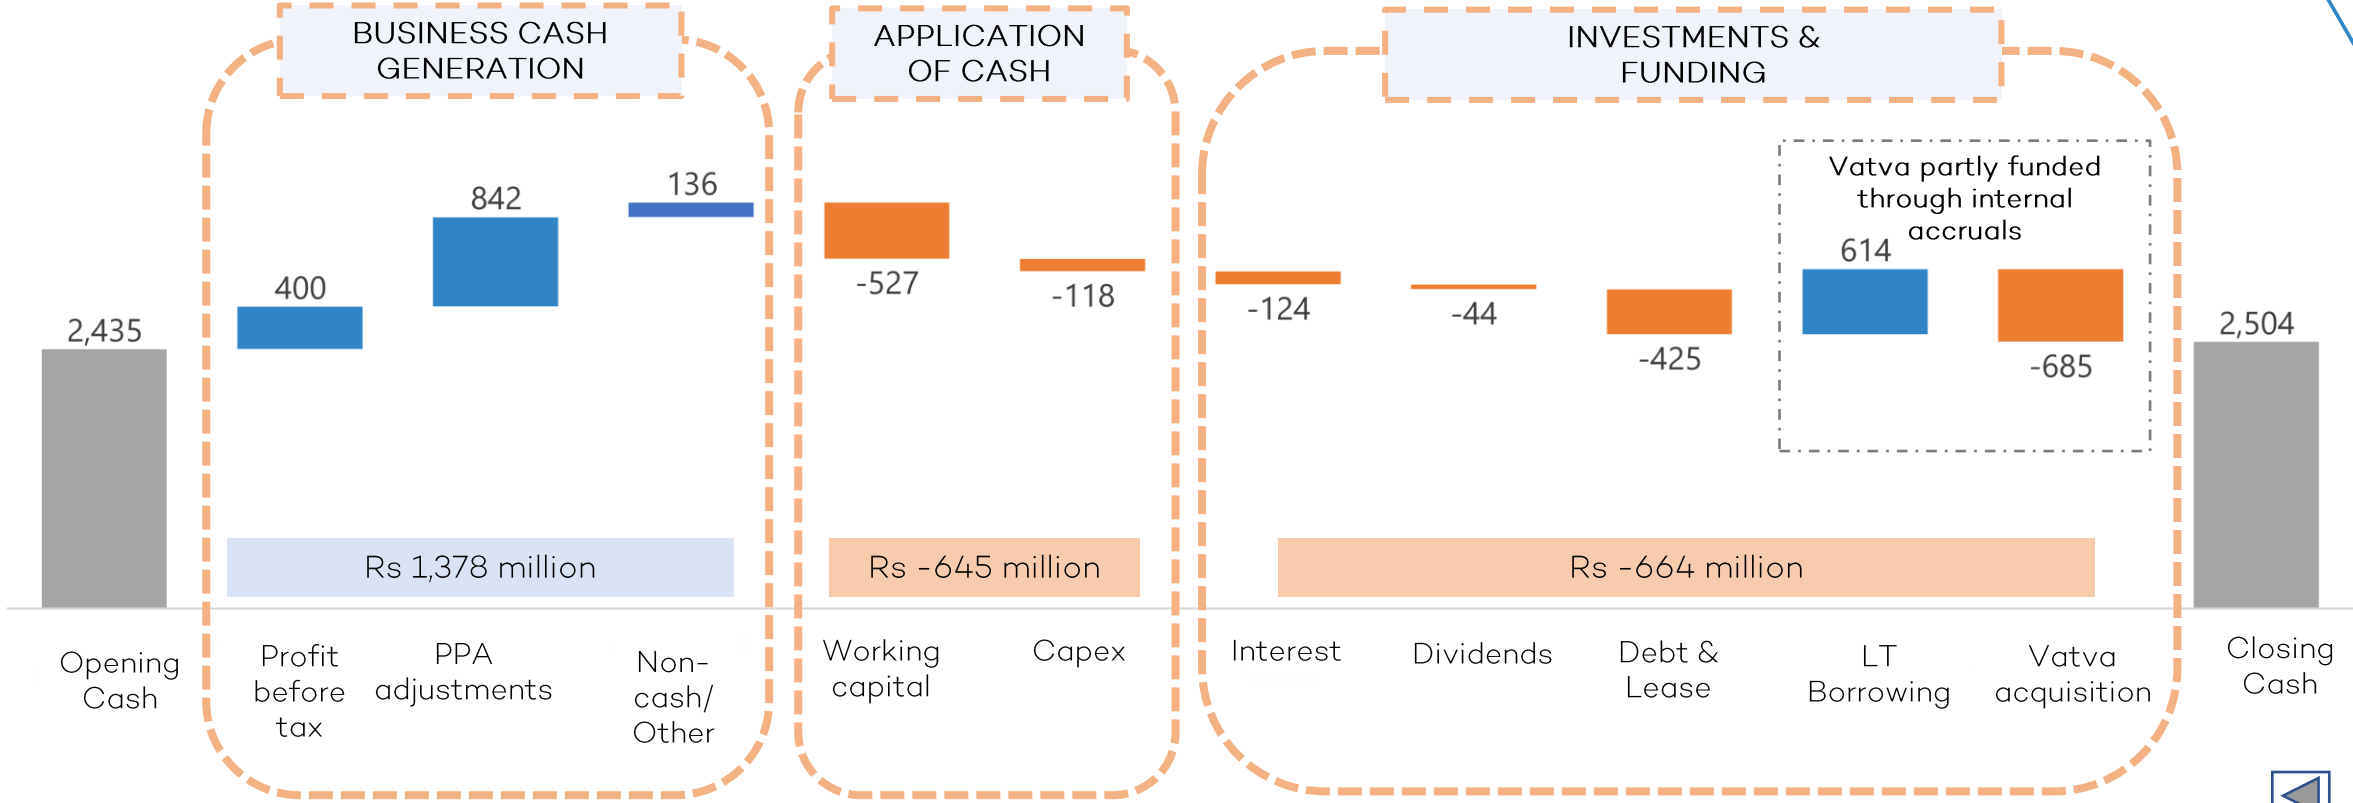 BUSINESS CASH
GENERATION
APPLICATION
OF CASH
INVESTMENTS &
FUNDING
Vatva partly funded
through internal
accruals
2,435
400
842
136
-527
-118
-124
-44
-425
614
-685
2,504
Rs 1,378 million
Rs -645 million
Rs -664 million
Opening
Cash
Profit
before
tax
PPA
adjustments
Non-
cash/
Other
Working
capital
Capex
Interest
Dividends
Debt &
Lease
LT
Borrowing
Vatva
acquisition
Closing
Cash